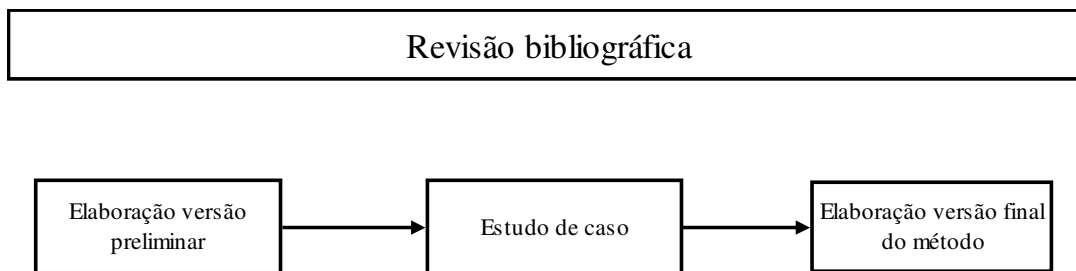 Revisão bibliográfica
Elaboração versão
preliminar
Estudo de caso
Elaboração versão final
do método